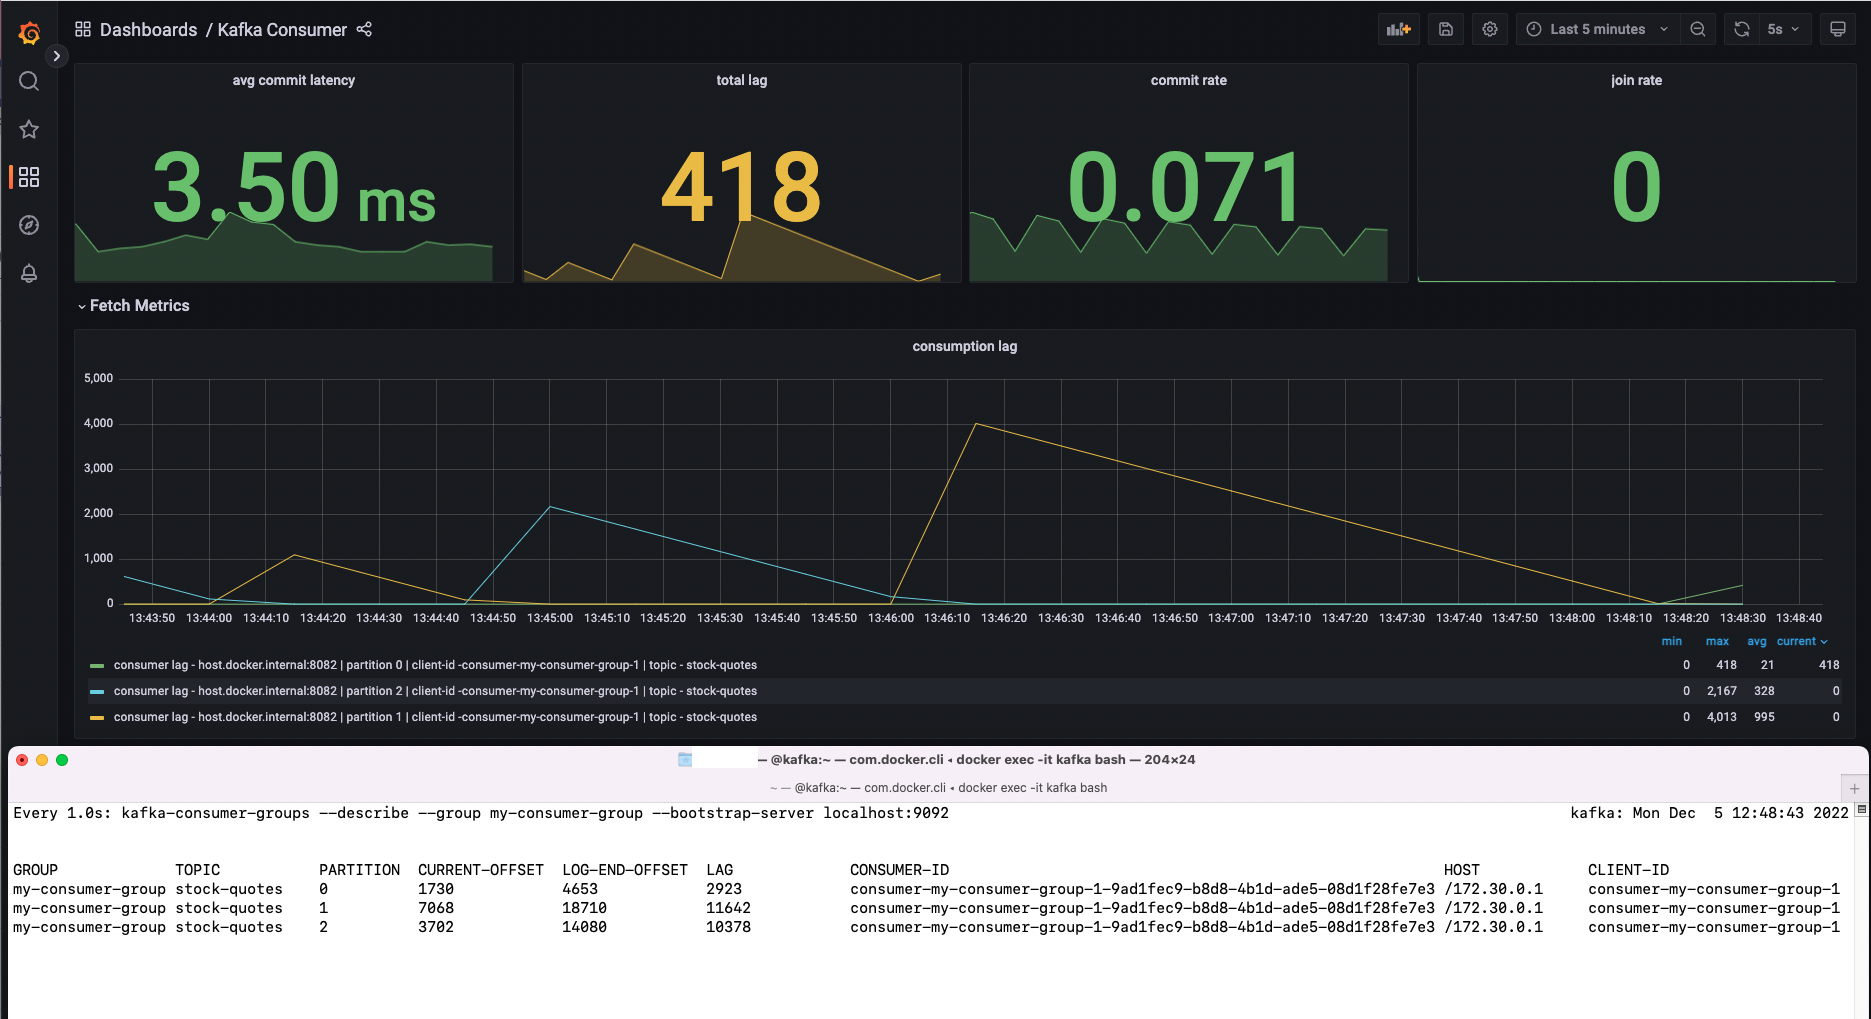 Dashboards / Kafka Consumer
Last 5 minutes
5s
avg commit latency
3.50 ms
total lag
418
commit rate
0.071
join rate
0
Fetch Metrics
consumption lag
5,000
4,000
3,000
2,000
1,000
0
13:43:50 13:44:00 13:44:10 13:44:20 13:44:30 13:44:40 13:44:50 13:45:00 13:45:10 13:45:20 13:45:30 13:45:40 13:45:50 13:46:00 13:46:10 13:46:20 13:46:30 13:46:40 13:46:50 13:47:00 13:47:10 13:47:20 13:47:30 13:47:40 13:47:50 13:48:00 13:48:10 13:48:20 13:48:30 13:48:40
min max avg current
consumer lag - host.docker.internal:8082 | partition 0 | client-id -consumer-my-consumer-group-1 | topic - stock-quotes 0 418 21 418
consumer lag - host.docker.internal:8082 | partition 2 | client-id -consumer-my-consumer-group-1 | topic - stock-quotes 0 2,167 328 0
consumer lag - host.docker.internal:8082 | partition 1 | client-id -consumer-my-consumer-group-1 | topic - stock-quotes 0 4,013 995 0
— @kafka:~ — com.docker.cli ◂ docker exec -it kafka bash — 204×24
~ — @kafka:~ — com.docker.cli ◂ docker exec -it kafka bash
Every 1.0s: kafka-consumer-groups --describe --group my-consumer-group --bootstrap-server localhost:9092 kafka: Mon Dec  5 12:48:43 2022
GROUP TOPIC PARTITION CURRENT-OFFSET LOG-END-OFFSET LAG CONSUMER-ID HOST CLIENT-ID
my-consumer-group stock-quotes 0 1730 4653 2923 consumer-my-consumer-group-1-9ad1fec9-b8d8-4b1d-ade5-08d1f28fe7e3 /172.30.0.1 consumer-my-consumer-group-1
my-consumer-group stock-quotes 1 7068 18710 11642 consumer-my-consumer-group-1-9ad1fec9-b8d8-4b1d-ade5-08d1f28fe7e3 /172.30.0.1 consumer-my-consumer-group-1
my-consumer-group stock-quotes 2 3702 14080 10378 consumer-my-consumer-group-1-9ad1fec9-b8d8-4b1d-ade5-08d1f28fe7e3 /172.30.0.1 consumer-my-consumer-group-1